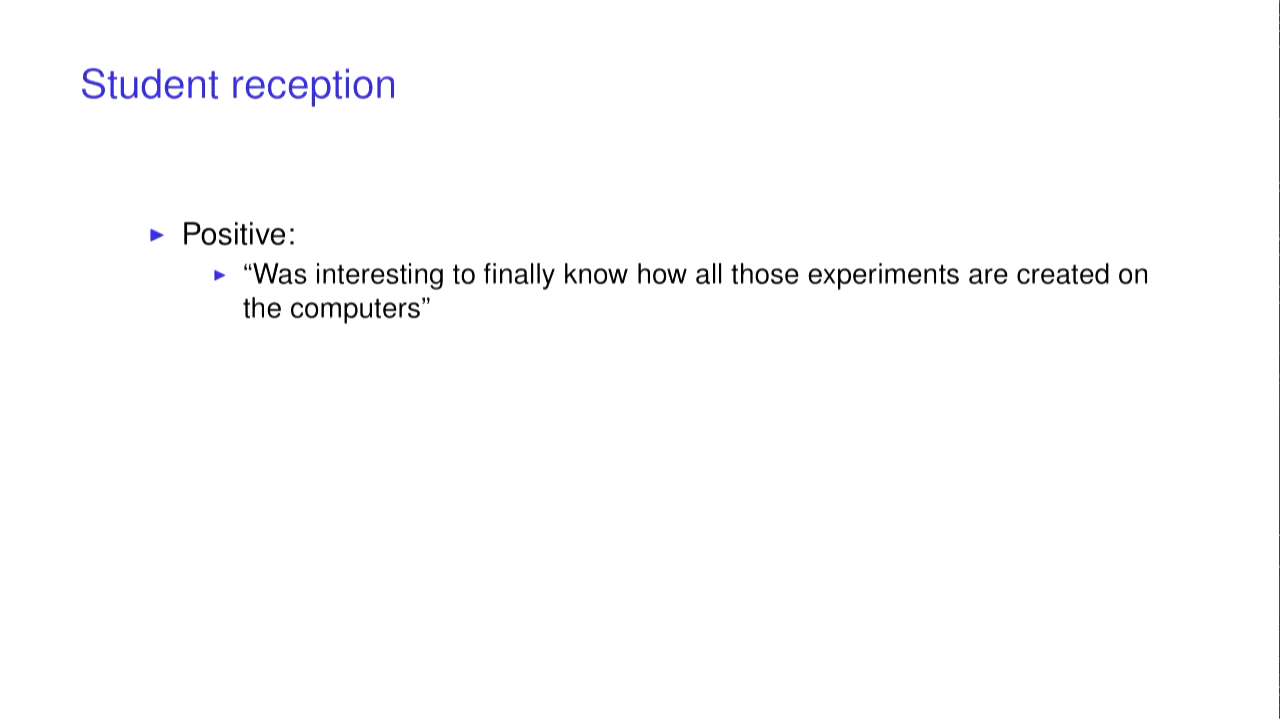 Student reception
► Positive:
► “Was interesting to finally know how all those experiments are created on
the computers”